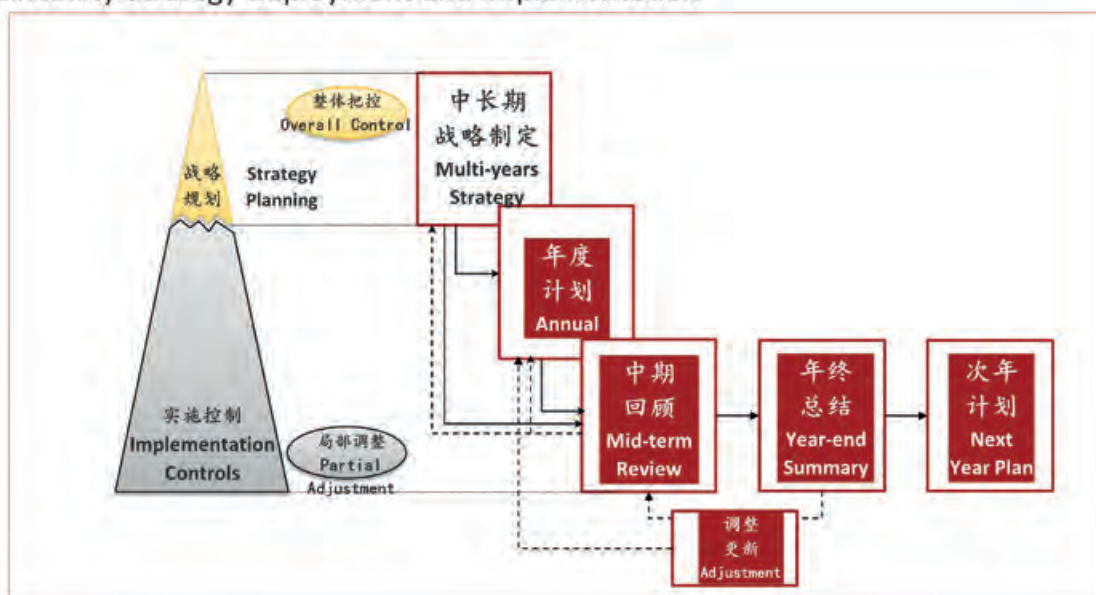 整体把控
Overall Control
战略
规划
Strategy
Planning
中长期
战略制定
Multi-years
Strategy
年度
计划
Annual
实施控制
Implementation
Controls
局部调整
Partial
Adjustment
中期
回顾
Mid-term
Review
年终
总结
Year-end
Summary
次年
计划
Next
Year Plan
调整
更新
Adjustment